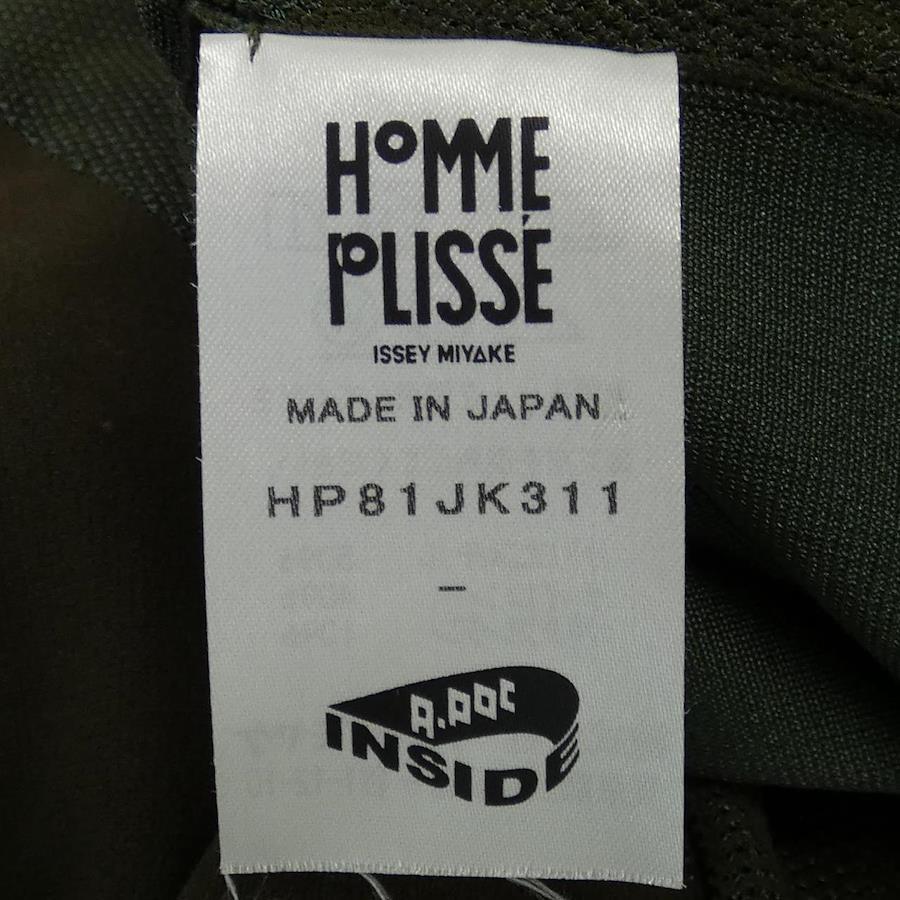 HOMME
PLISSÉ
ISSEY MIYAKE
MADE IN JAPAN
HP81JK311
-
A.POC
INSIDE